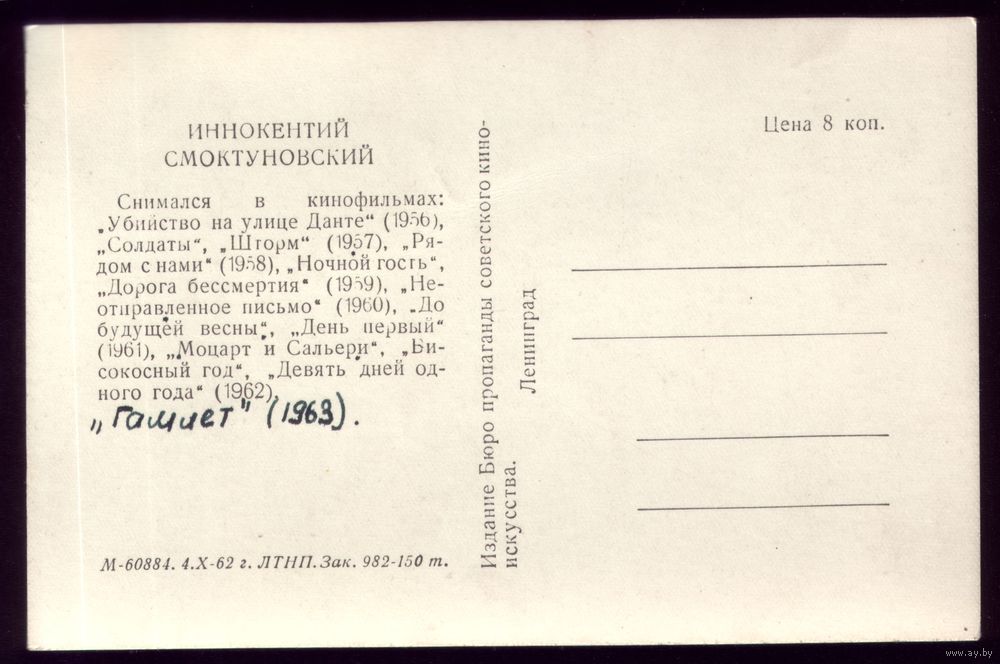 ИННОКЕНТИЙ
СМОКТУНОВСКИЙ
Снимался в кинофильмах:
„Убийство на улице Данте“ (1956),
„Солдаты“, „Шторм“ (1957), „Ря-
дом с нами“ (1958), „Ночной гость“,
„Дорога бессмертия“ (1959), „Не-
отправленное письмо“ (1960), „До
будущей весны“, „День первый“
(1961), „Моцарт и Сальери“, „Ви-
сокосный год“, „Девять дней од-
ного года“ (1962),
„Гамлет" (1963).
М-60884. 4.X-62 г. ЛТНП. Зак. 982-150 т.
Издание Бюро пропаганды советского кино-
искусства.
Ленинград
Цена 8 коп.
www.ay.by